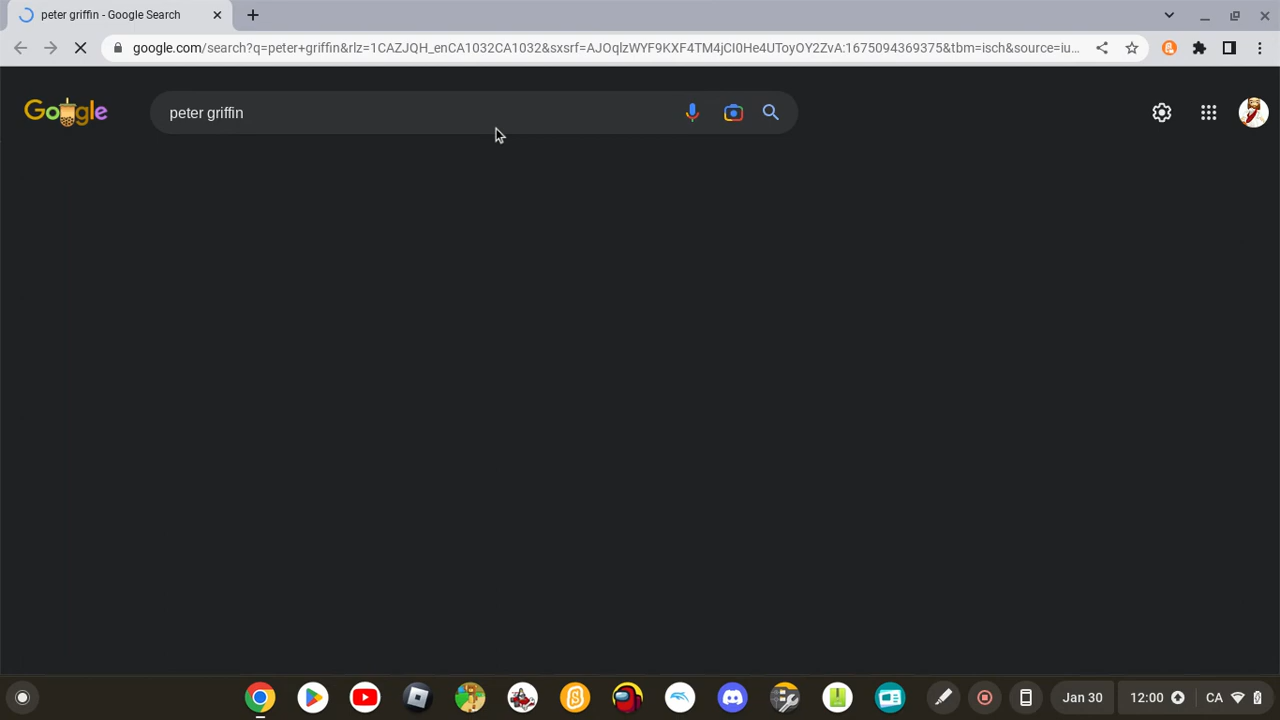 peter griffin - Google Search
google.com/search?q=peter+griffin&rlz=1CAZJQH_enCA1032CA1032&sxsrf=AJOqlzWYF9KXF4TM4jCI0He4UToyOY2ZvA:1675094369375&tbm=isch&source=iu...
Google
peter griffin
Jan 30
12:00
CA